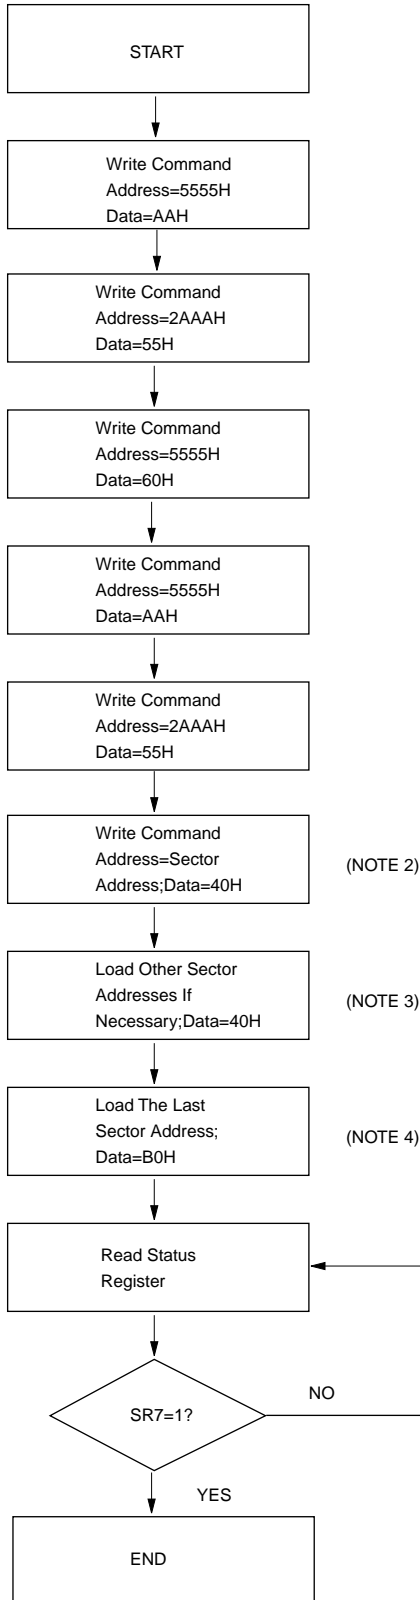 START
Write Command
Address=5555H
Data=AAH
Write Command
Address=2AAAH
Data=55H
Write Command
Address=5555H
Data=60H
Write Command
Address=5555H
Data=AAH
Write Command
Address=2AAAH
Data=55H
Write Command
Address=Sector
Address;Data=40H
(NOTE 2)
Load Other Sector
Addresses If
Necessary;Data=40H
(NOTE 3)
Load The Last
Sector Address;
Data=B0H
(NOTE 4)
Read Status
Register
SR7=1?
NO
YES
END